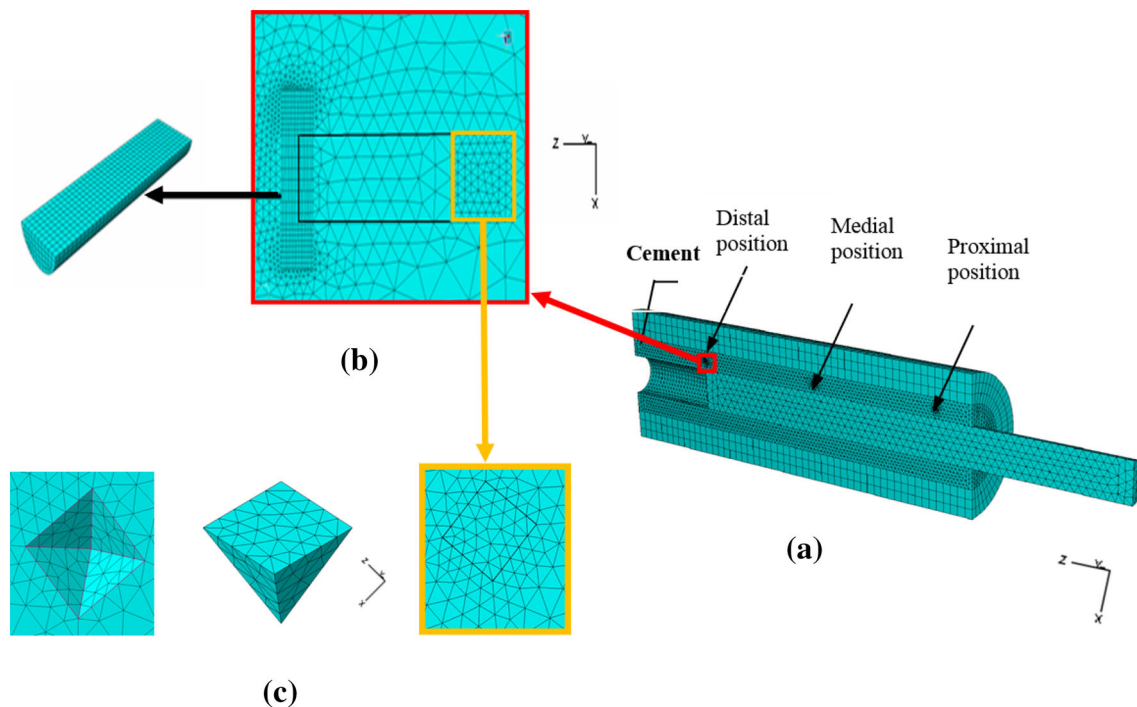 Z
Y
X
Distal
position
Medial
position
Proximal
position
Cement
(b)
(a)
Z
Y
X
z
Y
x
(c)